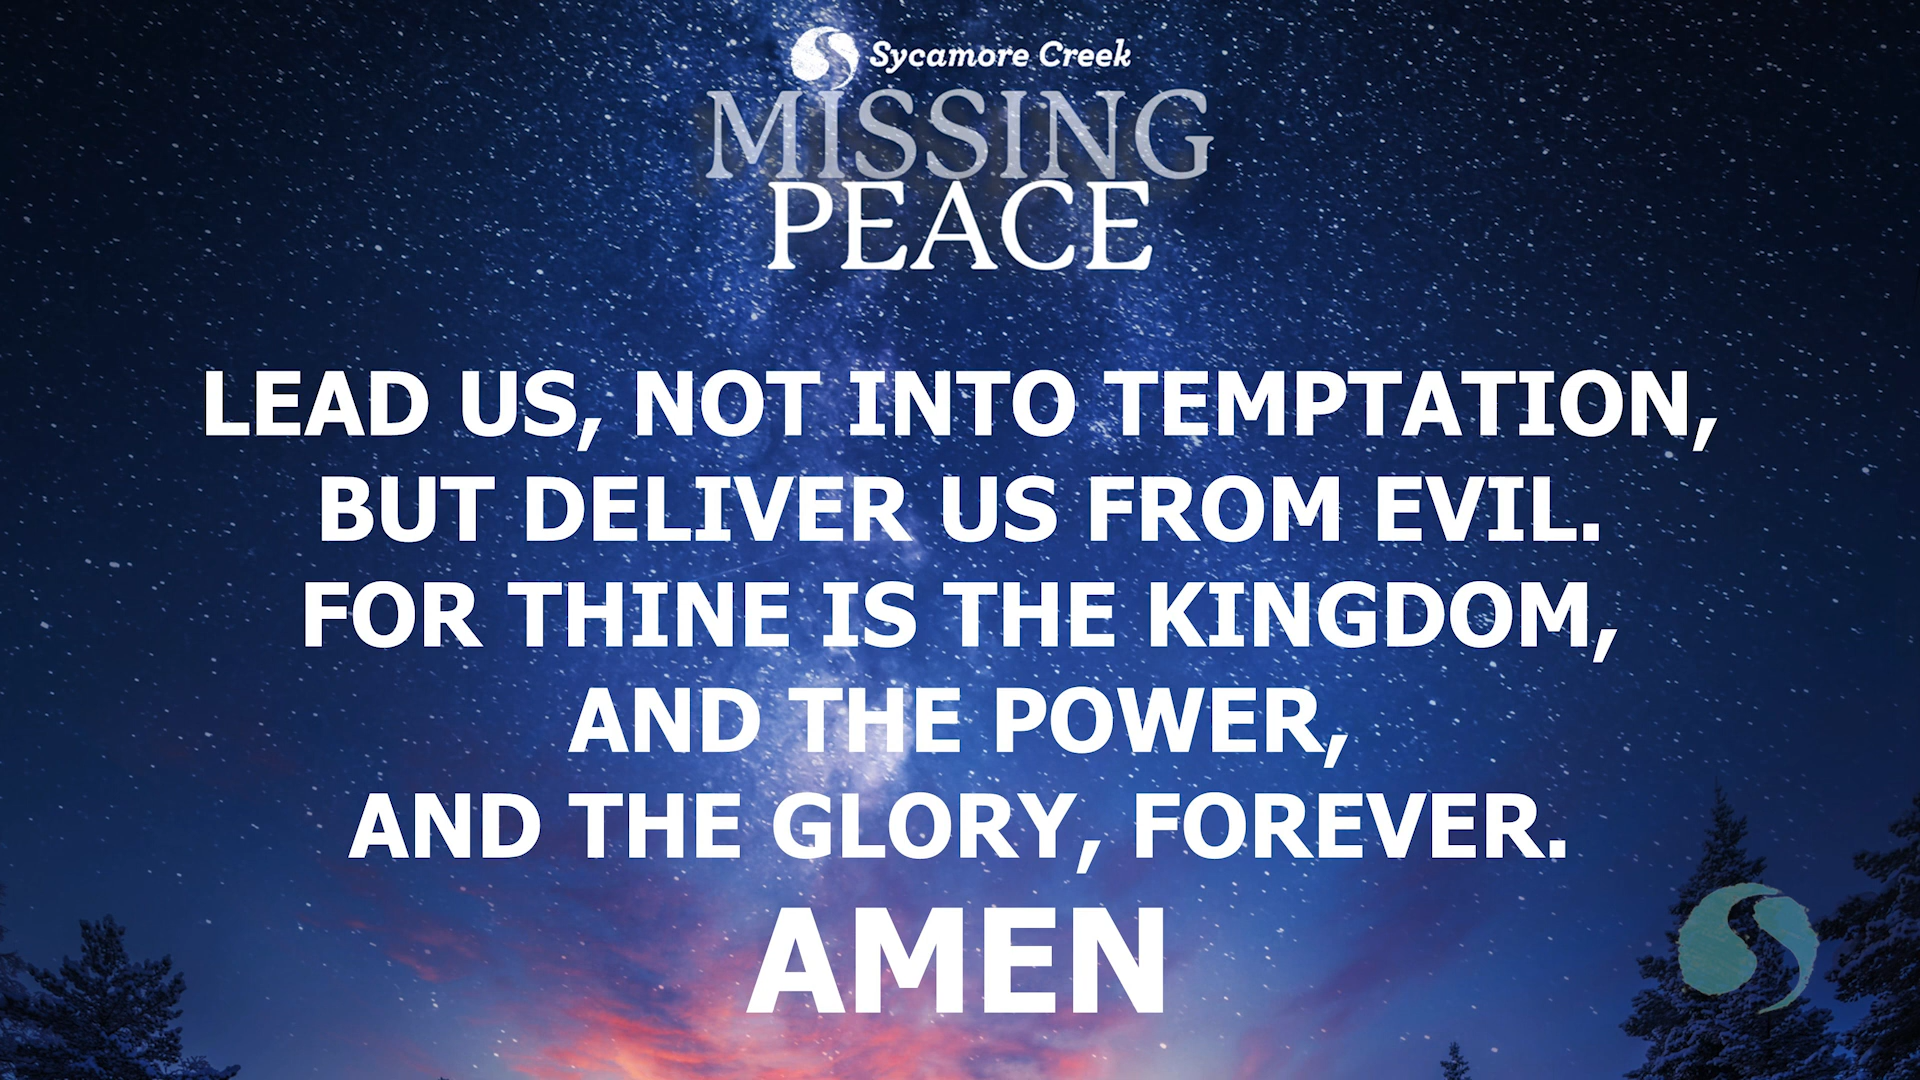 Sycamore Creek
MISSING
PEACE
LEAD US, NOT INTO TEMPTATION,
BUT DELIVER US FROM EVIL.
FOR THINE IS THE KINGDOM,
AND THE POWER,
AND THE GLORY, FOREVER.
AMEN